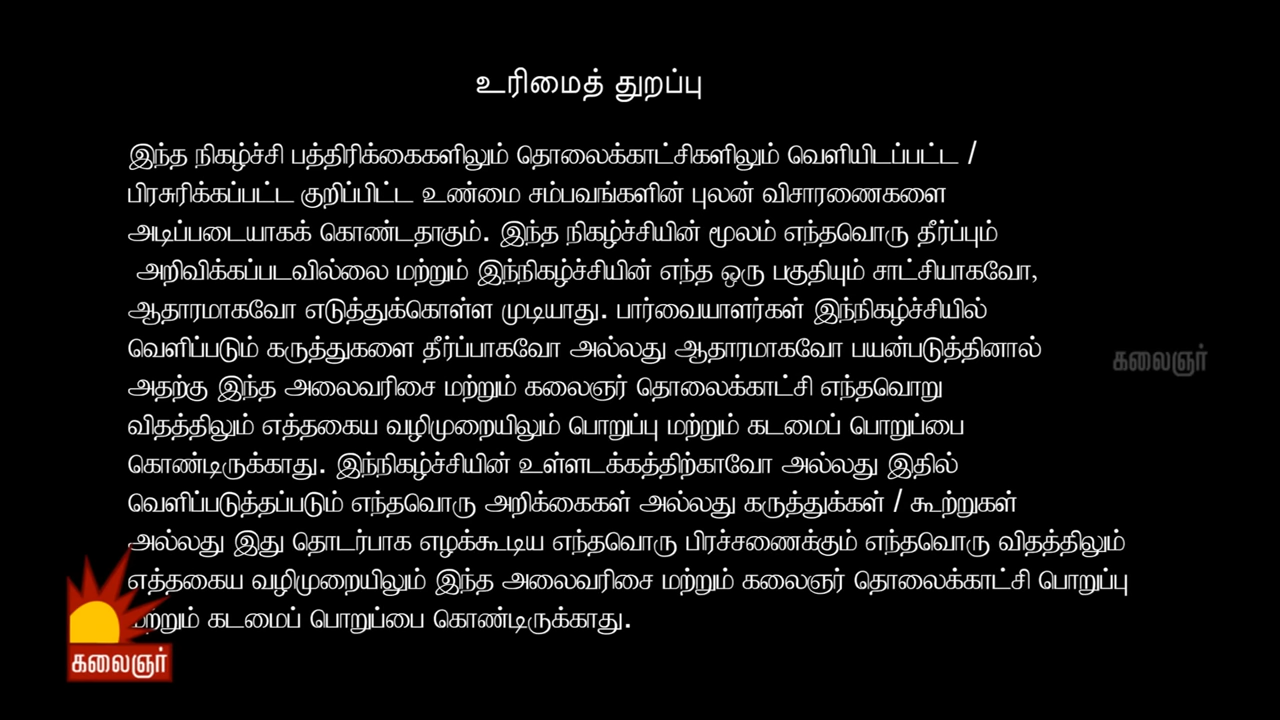 உரிமைத் துறப்பு
இந்த நிகழ்ச்சி பத்திரிக்கைகளிலும் தொலைக்காட்சிகளிலும் வெளியிடப்பட்ட /
பிரசுரிக்கப்பட்ட குறிப்பிட்ட உண்மை சம்பவங்களின் புலன் விசாரணைகளை
அடிப்படையாகக் கொண்டதாகும். இந்த நிகழ்ச்சியின் மூலம் எந்தவொரு தீர்ப்பும்
அறிவிக்கப்படவில்லை மற்றும் இந்நிகழ்ச்சியின் எந்த ஒரு பகுதியும் சாட்சியாகவோ,
ஆதாரமாகவோ எடுத்துக்கொள்ள முடியாது. பார்வையாளர்கள் இந்நிகழ்ச்சியில்
வெளிப்படும் கருத்துகளை தீர்ப்பாகவோ அல்லது ஆதாரமாகவோ பயன்படுத்தினால்
அதற்கு இந்த அலைவரிசை மற்றும் கலைஞர் தொலைக்காட்சி எந்தவொறு
விதத்திலும் எத்தகைய வழிமுறையிலும் பொறுப்பு மற்றும் கடமைப் பொறுப்பை
கொண்டிருக்காது. இந்நிகழ்ச்சியின் உள்ளடக்கத்திற்காவோ அல்லது இதில்
வெளிப்படுத்தப்படும் எந்தவொரு அறிக்கைகள் அல்லது கருத்துக்கள் / கூற்றுகள்
அல்லது இது தொடர்பாக எழக்கூடிய எந்தவொரு பிரச்சணைக்கும் எந்தவொரு விதத்திலும்
எத்தகைய வழிமுறையிலும் இந்த அலைவரிசை மற்றும் கலைஞர் தொலைக்காட்சி பொறுப்பு
மற்றும் கடமைப் பொறுப்பை கொண்டிருக்காது.
கலைஞர்
கலைஞர்